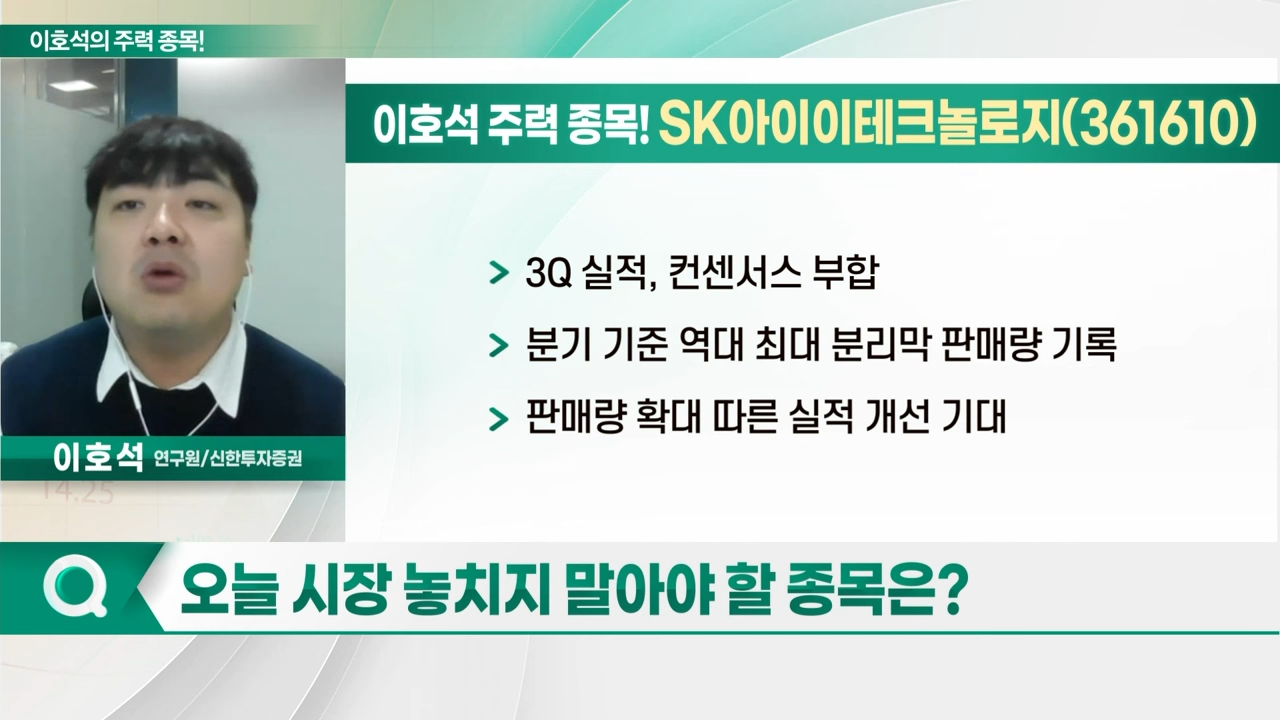 이호석의 주력 종목!
이호석 주력 종목! SK아이이테크놀로지(361610)
> 3Q 실적, 컨센서스 부합
> 분기 기준 역대 최대 분리막 판매량 기록
> 판매량 확대 따른 실적 개선 기대
이호석 연구원/신한투자증권
14.25
Q 오늘 시장 놓치지 말아야 할 종목은?